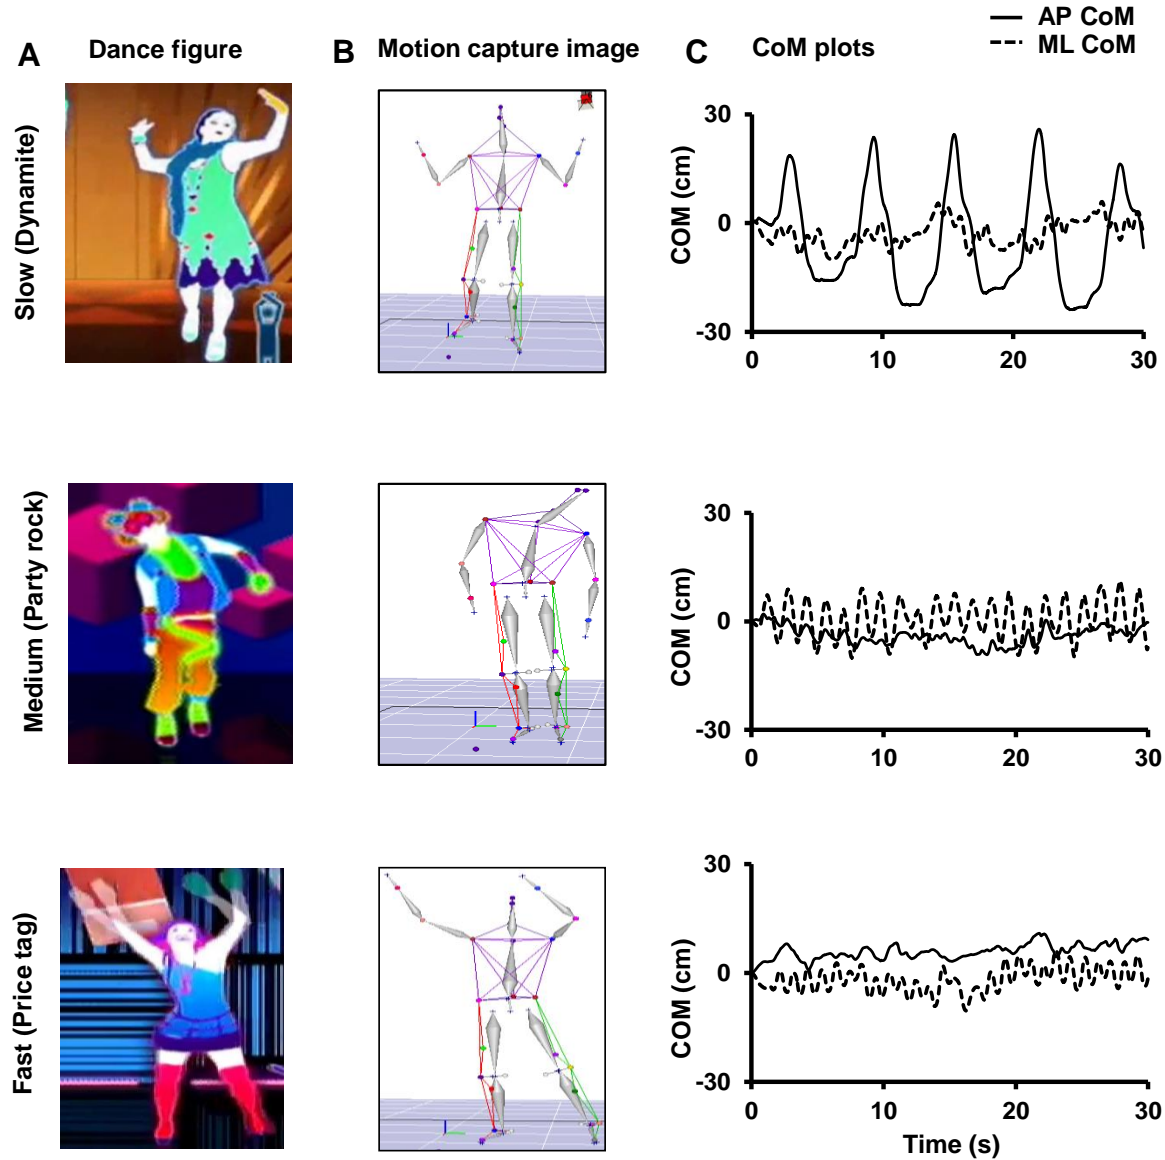 A Dance figure B Motion capture image C CoM plots
AP CoM
ML CoM
Slow (Dynamite)
COM (cm)
30
0
-30
0 10 20 30
Medium (Party rock)
COM (cm)
30
0
-30
0 10 20 30
Fast (Price tag)
COM (cm)
30
0
-30
0 10 20 30
Time (s)